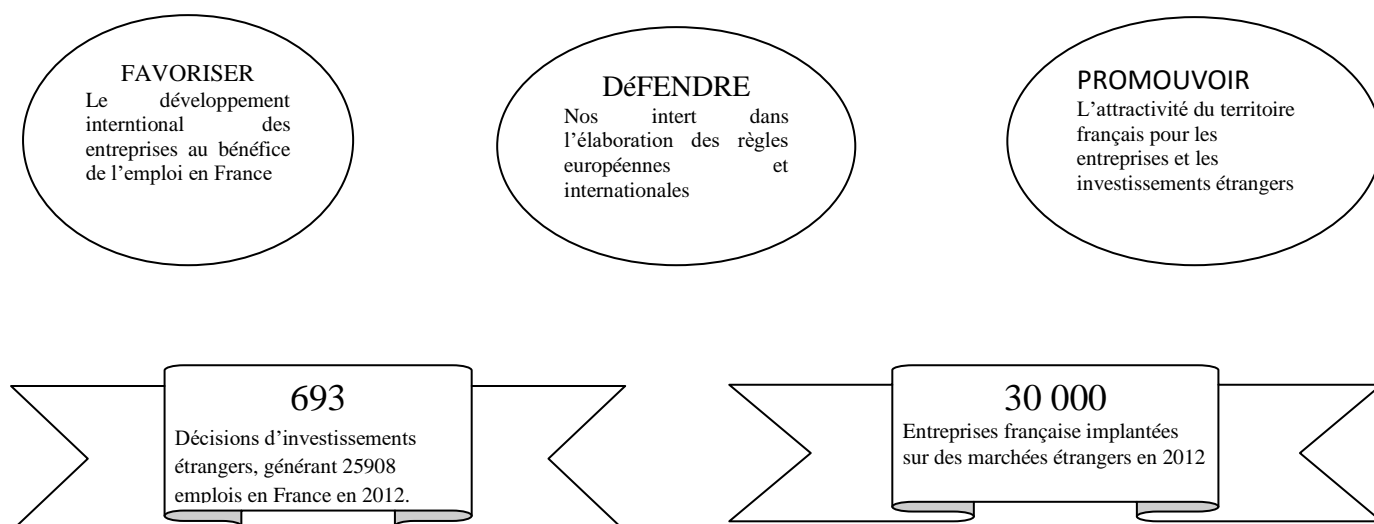 FAVORISER
Le développement
interntional des
entreprises au bénéfice
de l’emploi en France
DéFENDRE
Nos intert dans
l’élaboration des règles
européennes et
internationales
PROMOUVOIR
L’attractivité du territoire
français pour les
entreprises et les
investissements étrangers
693
Décisions d’investissements
étrangers, générant 25908
emplois en France en 2012.
30 000
Entreprises française implantées
sur des marchées étrangers en 2012